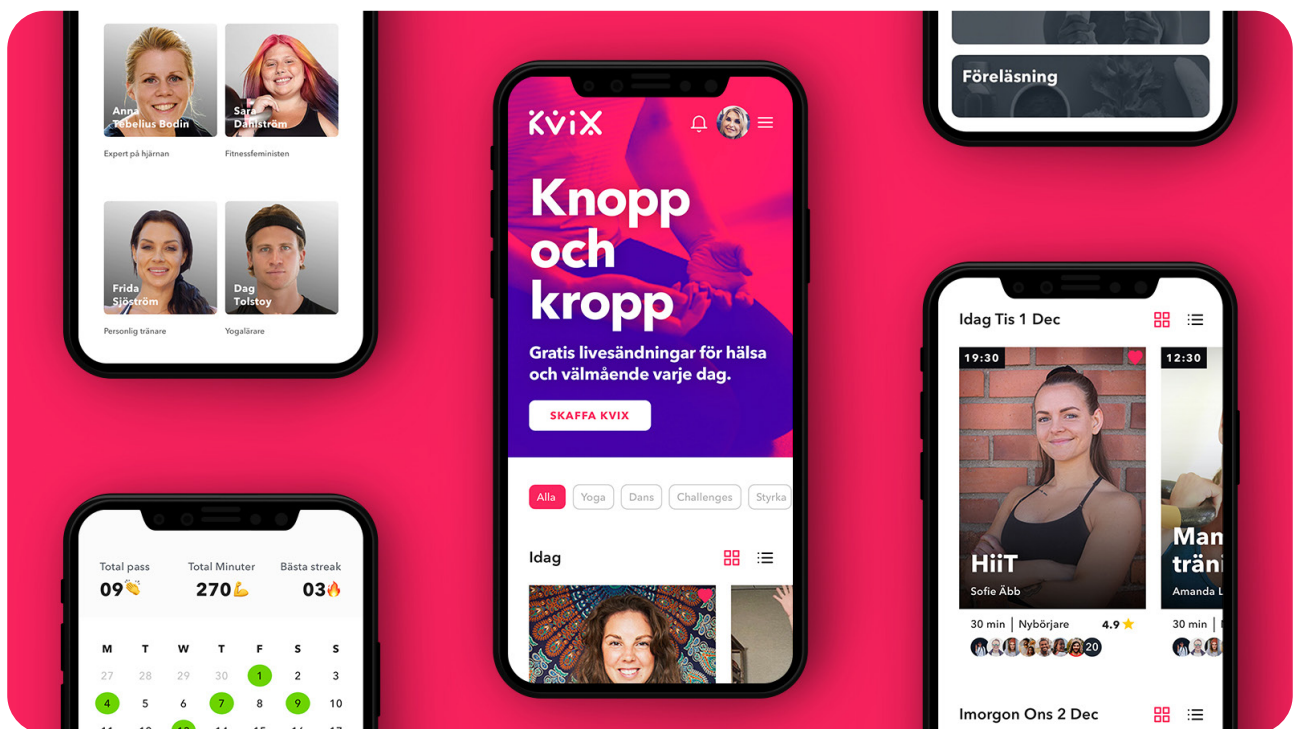 Anna
Tebelius Bodin
Expert på hjärnan
Sara
Dahlström
Fitnessfeministen
Frida
Sjöström
Personlig tränare
Dag
Tolstoy
Yogalärare
Total pass
09
Total Minuter
270
Bästa streak
03
M T W T F S S
27 28 29 30 1 2 3
4 5 6 7 8 9 10
KViX
Knopp
och
kropp
Gratis livesändningar för hälsa
och välmående varje dag.
SKAFFA KVIX
Alla Yoga Dans Challenges Styrka
Idag
Föreläsning
Idag Tis 1 Dec
19:30
HiiT
Sofie Äbb
30 min | Nybörjare 4.9
20
12:30
Mam
träni
Amanda L
30 min |
Imorgon Ons 2 Dec